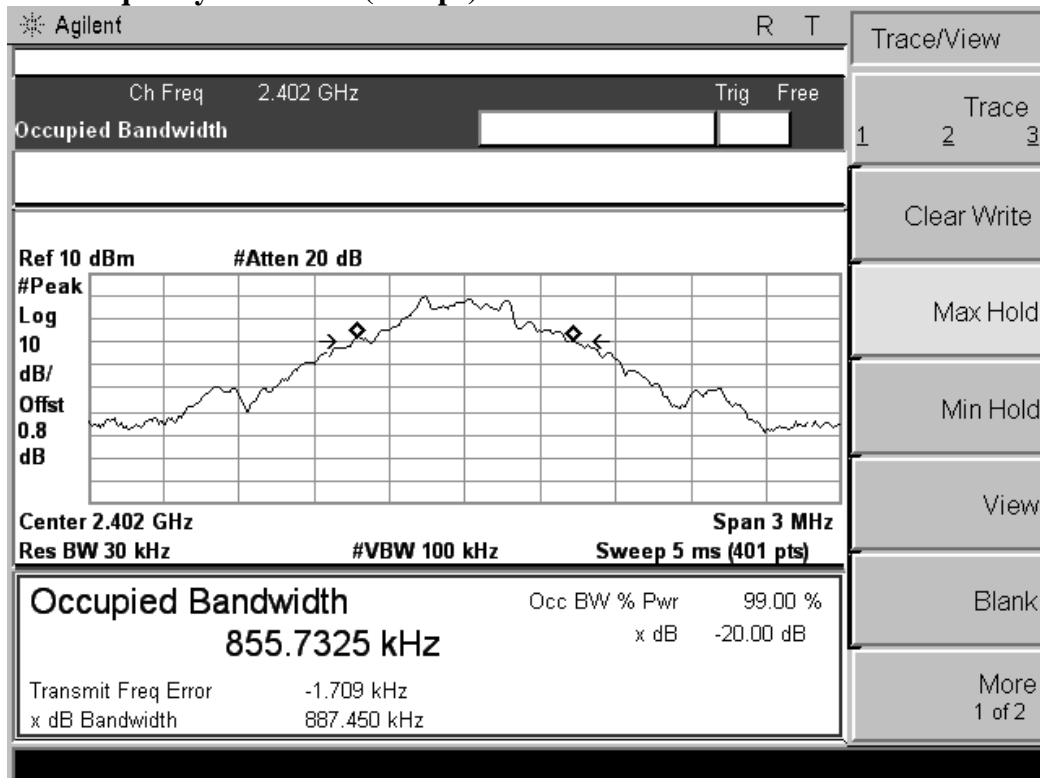 Agilent R T
Trace/View
Ch Freq 2.402 GHz Trig Free
Occupied Bandwidth
Trace
1 2 3
Clear Write
Ref 10 dBm #Atten 20 dB
#Peak
Log
10
dB/
Offst
0.8
dB
Max Hold
Min Hold
Center 2.402 GHz Span 3 MHz
Res BW 30 kHz #VBW 100 kHz Sweep 5 ms (401 pts)
View
Occupied Bandwidth Occ BW % Pwr 99.00 %
855.7325 kHz x dB -20.00 dB
Transmit Freq Error -1.709 kHz
x dB Bandwidth 887.450 kHz
Blank
More
1 of 2